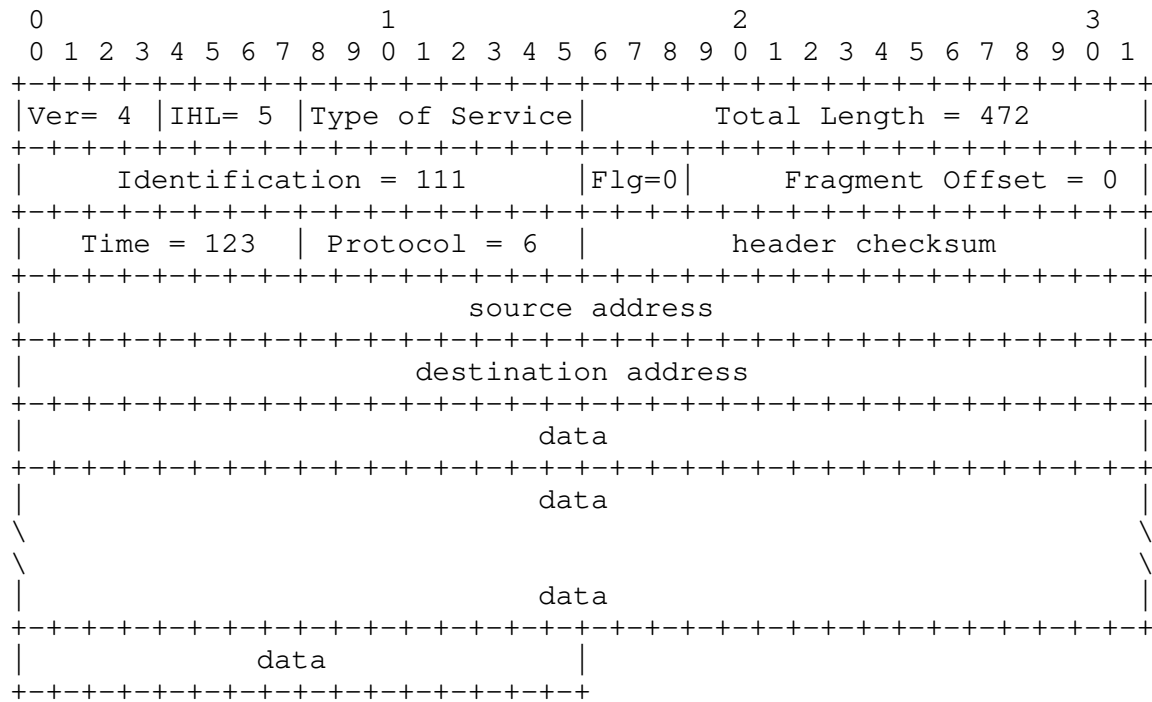 0                   1                   2                   3
0 1 2 3 4 5 6 7 8 9 0 1 2 3 4 5 6 7 8 9 0 1 2 3 4 5 6 7 8 9 0 1
+-+-+-+-+-+-+-+-+-+-+-+-+-+-+-+-+-+-+-+-+-+-+-+-+-+-+-+-+-+-+-+-+
|Ver= 4 |IHL= 5 |Type of Service|        Total Length = 472       |
+-+-+-+-+-+-+-+-+-+-+-+-+-+-+-+-+-+-+-+-+-+-+-+-+-+-+-+-+-+-+-+-+
|     Identification = 111      |Flg=0|     Fragment Offset = 0 |
+-+-+-+-+-+-+-+-+-+-+-+-+-+-+-+-+-+-+-+-+-+-+-+-+-+-+-+-+-+-+-+-+
|   Time = 123  | Protocol = 6  |        header checksum        |
+-+-+-+-+-+-+-+-+-+-+-+-+-+-+-+-+-+-+-+-+-+-+-+-+-+-+-+-+-+-+-+-+
|                         source address                        |
+-+-+-+-+-+-+-+-+-+-+-+-+-+-+-+-+-+-+-+-+-+-+-+-+-+-+-+-+-+-+-+-+
|                      destination address                      |
+-+-+-+-+-+-+-+-+-+-+-+-+-+-+-+-+-+-+-+-+-+-+-+-+-+-+-+-+-+-+-+-+
|                             data                              |
+-+-+-+-+-+-+-+-+-+-+-+-+-+-+-+-+-+-+-+-+-+-+-+-+-+-+-+-+-+-+-+-+
|                             data                              |
\                                                               \
\                                                               \
|                             data                              |
+-+-+-+-+-+-+-+-+-+-+-+-+-+-+-+-+-+-+-+-+-+-+-+-+-+-+-+-+-+-+-+-+
|             data              |
+-+-+-+-+-+-+-+-+-+-+-+-+-+-+-+-+